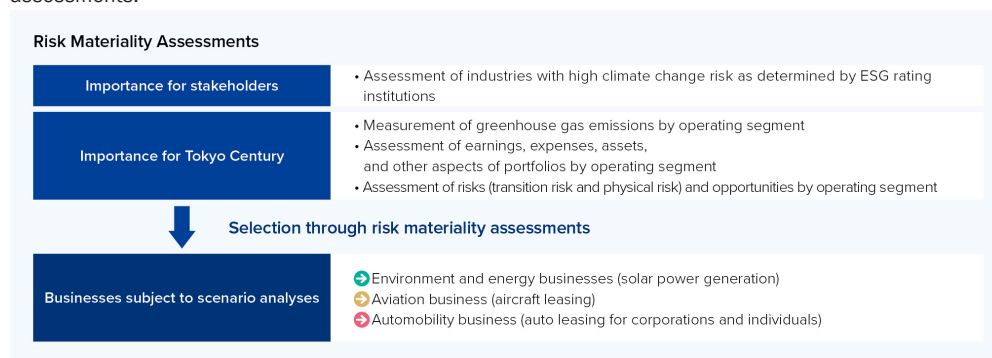 assessments.
Risk Materiality Assessments
Importance for stakeholders
• Assessment of industries with high climate change risk as determined by ESG rating
institutions
Importance for Tokyo Century
• Measurement of greenhouse gas emissions by operating segment
• Assessment of earnings, expenses, assets,
and other aspects of portfolios by operating segment
• Assessment of risks (transition risk and physical risk) and opportunities by operating segment
Selection through risk materiality assessments
Businesses subject to scenario analyses
Environment and energy businesses (solar power generation)
Aviation business (aircraft leasing)
Automobility business (auto leasing for corporations and individuals)